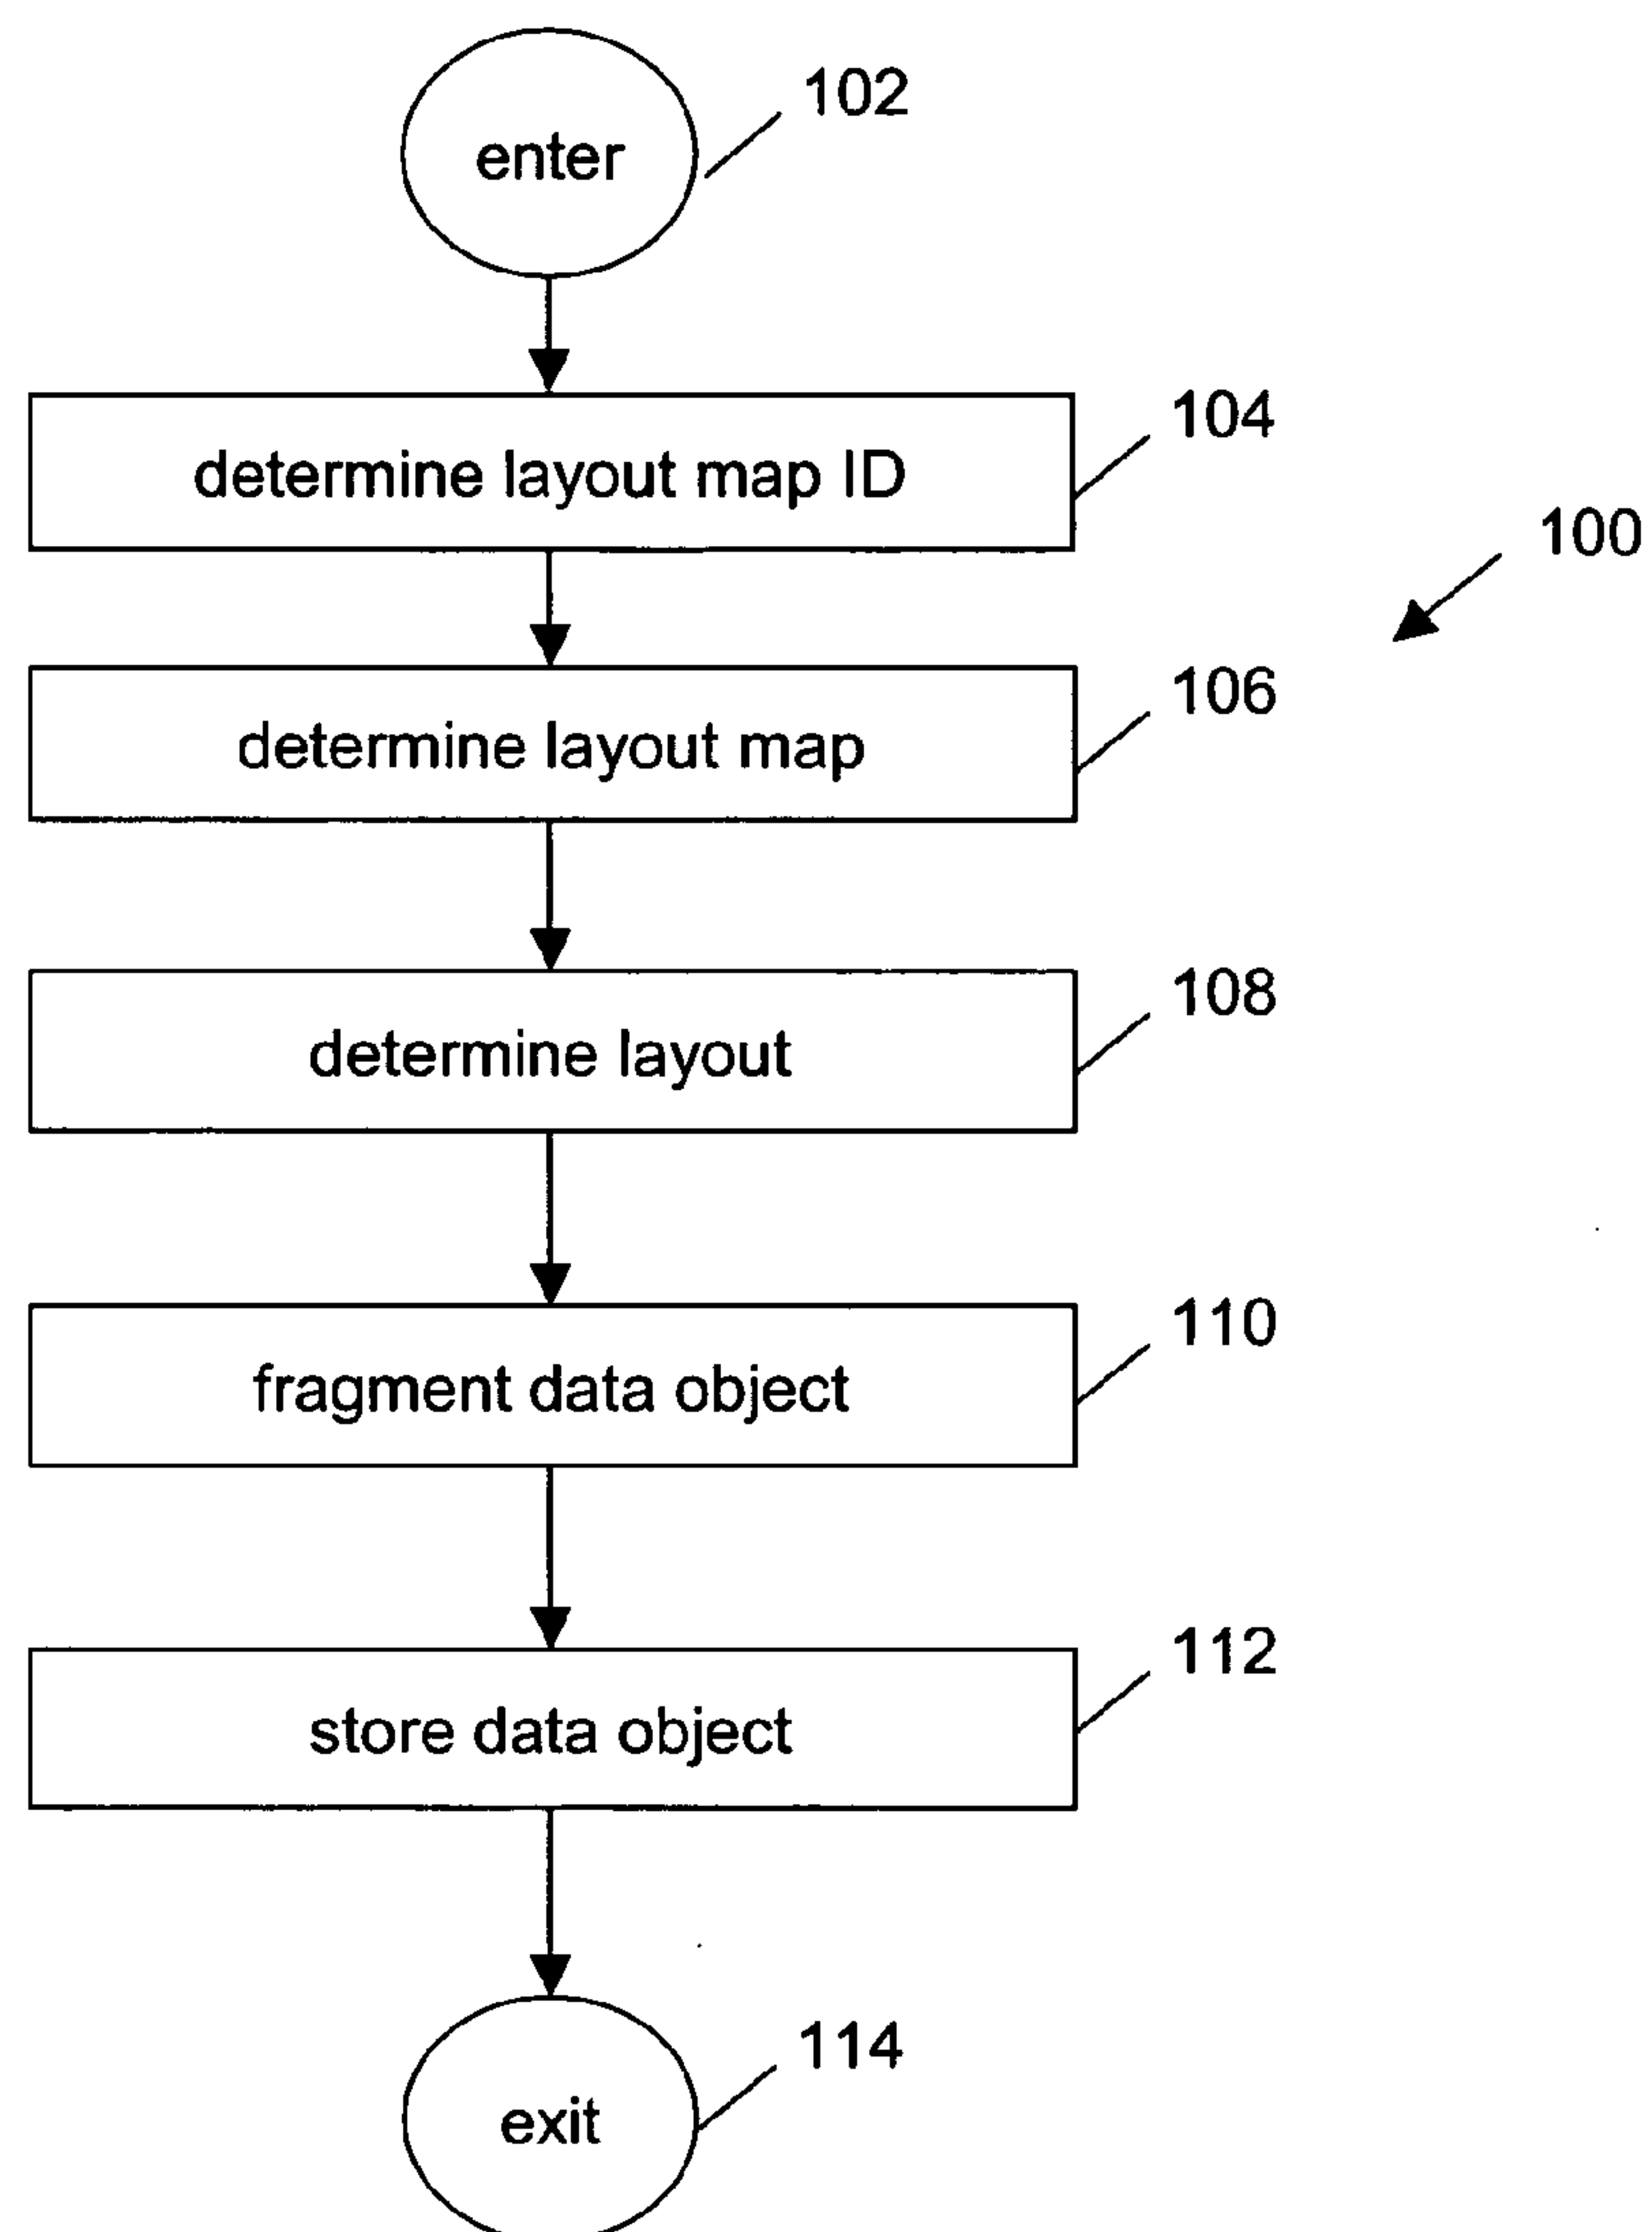 102
enter
104
determine layout map ID
100
106
determine layout map
108
determine layout
110
fragment data object
112
store data object
114
exit